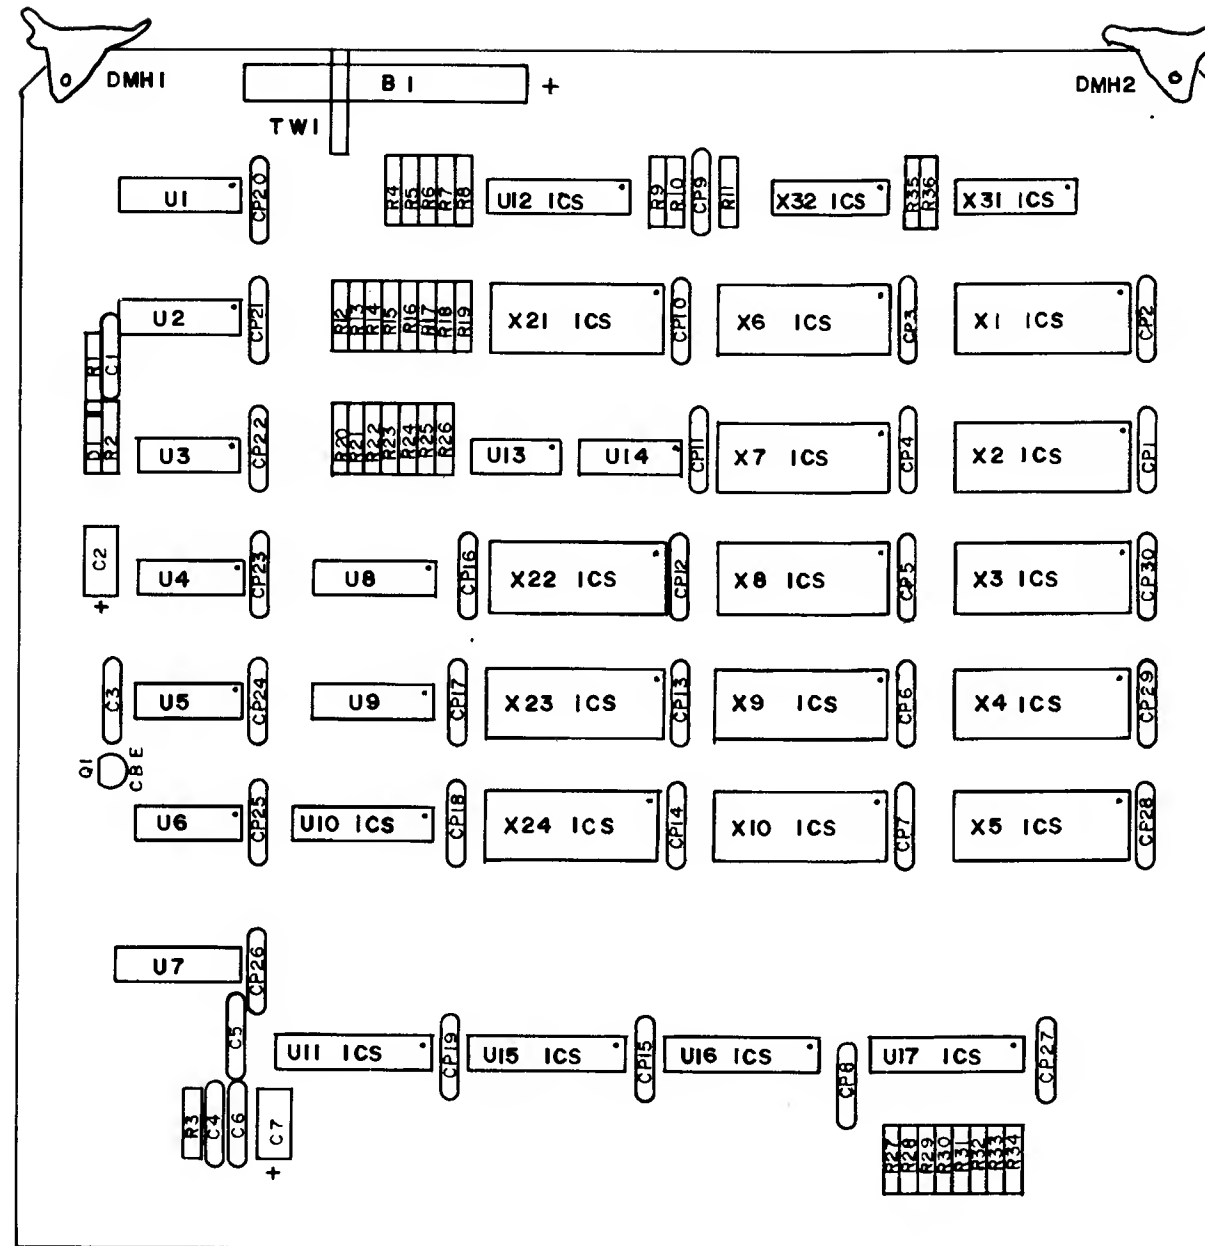 DMH1 B1 + DMH2
TW1
U1 CP20 R4 R5 R6 R7 R8 U12 ICS R9 R10 CP9 R11 X32 ICS R35 R36 X31 ICS
U2 CP21 R12 R13 R14 R15 R16 R17 R18 R19 X21 ICS CP10 X6 ICS CP3 X1 ICS CP2
R1 C1
D1 R2 U3 CP22 R20 R21 R22 R23 R24 R25 R26 U13 U14 CP11 X7 ICS CP4 X2 ICS CP1
C2 U4 CP23 U8 CP16 X22 ICS CP12 X8 ICS CP5 X3 ICS CP30
+
C3 U5 CP24 U9 CP17 X23 ICS CP13 X9 ICS CP6 X4 ICS CP29
Q1 CBE
U6 CP25 U10 ICS CP18 X24 ICS CP14 X10 ICS CP7 X5 ICS CP28
U7 CP26
C5 U11 ICS CP19 U15 ICS CP15 U16 ICS CP8 U17 ICS CP27
R3 C4 C6 C7
+
R27 R28 R29 R30 R31 R32 R33 R34